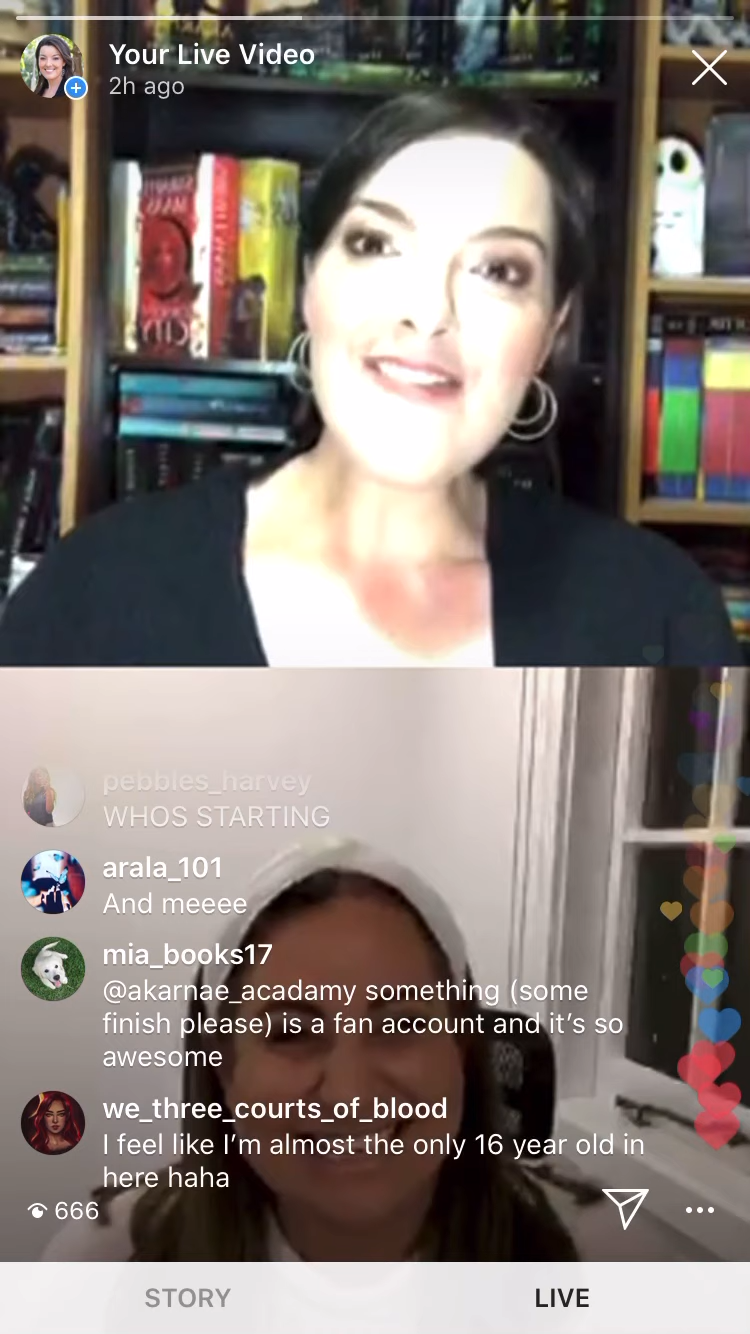 Your Live Video
2h ago
pebbles_harvey
WHOS STARTING
arala_101
And meeee
mia_books17
@akarnae_acadamy something (some
finish please) is a fan account and it’s so
awesome
we_three_courts_of_blood
I feel like I’m almost the only 16 year old in
here haha
666
STORY
LIVE